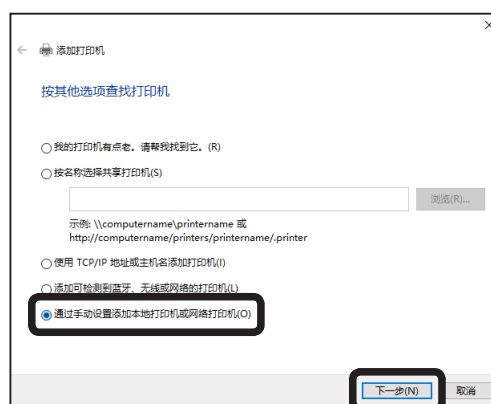 添加打印机
按其他选项查找打印机
我的打印机有点老。请帮我找到它。(R)
按名称选择共享打印机(S)
浏览(R)...
示例: \\computername\printername 或
http://computername/printers/printername/.printer
使用 TCP/IP 地址或主机名添加打印机(I)
添加可检测到蓝牙、无线或网络的打印机(L)
通过手动设置添加本地打印机或网络打印机(O)
下一步(N)
取消